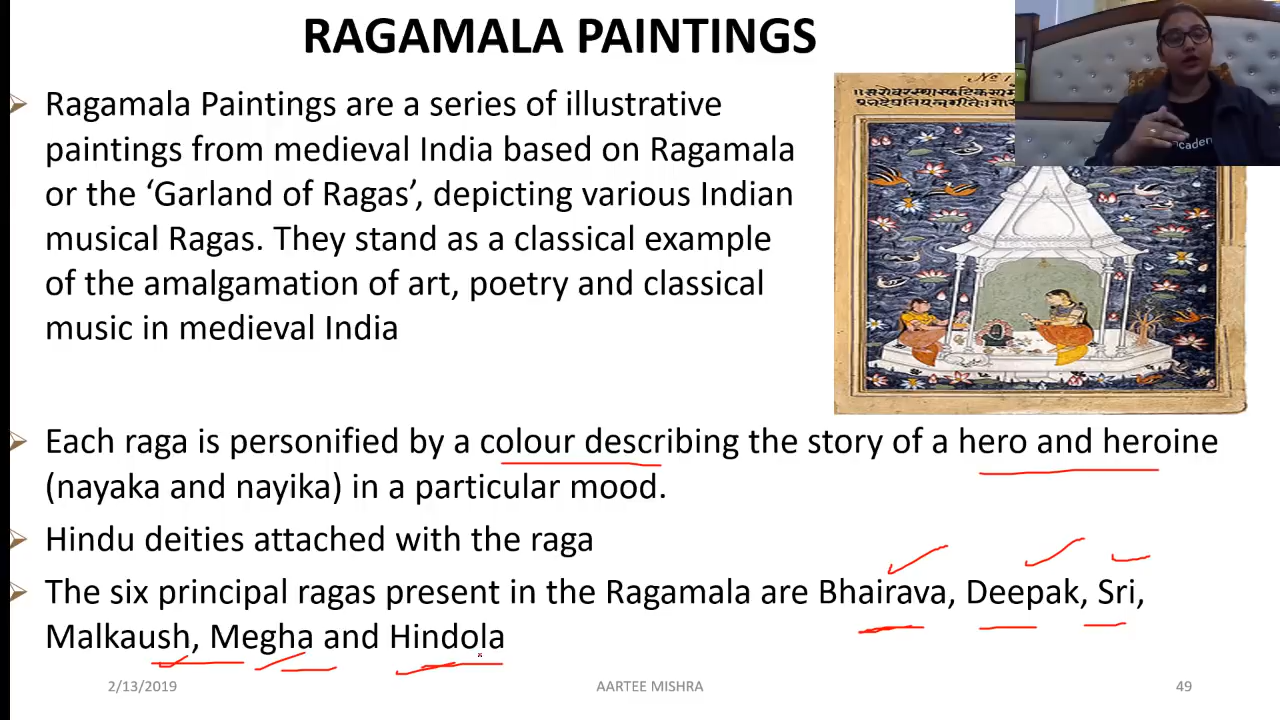 RAGAMALA PAINTINGS
Ragamala Paintings are a series of illustrative
paintings from medieval India based on Ragamala
or the ‘Garland of Ragas’, depicting various Indian
musical Ragas. They stand as a classical example
of the amalgamation of art, poetry and classical
music in medieval India
Each raga is personified by a colour describing the story of a hero and heroine
(nayaka and nayika) in a particular mood.
Hindu deities attached with the raga
The six principal ragas present in the Ragamala are Bhairava, Deepak, Sri,
Malkaush, Megha and Hindola
2/13/2019
AARTEE MISHRA
49